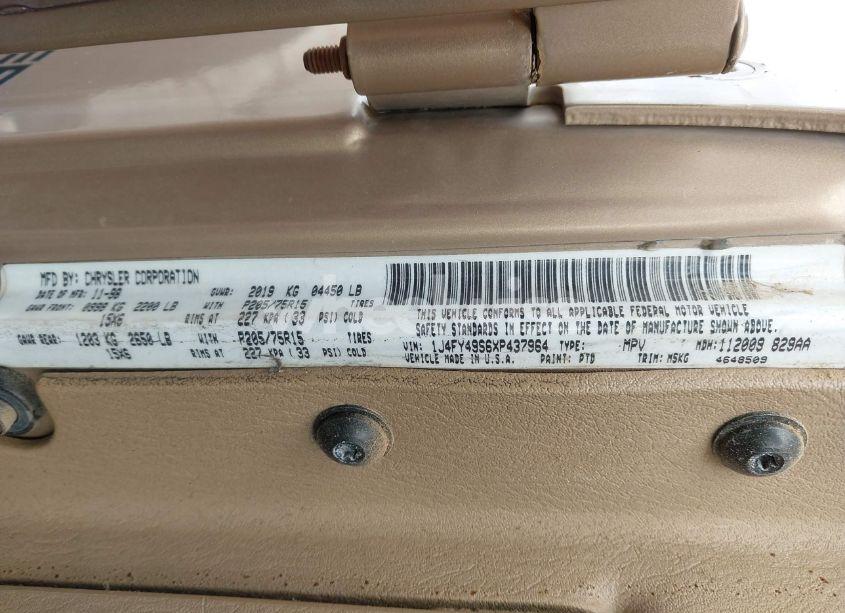 MFD BY: CHRYSLER CORPORATION
DATE OF MFR: 11-98 GVWR: 2019 KG 04450 LB
GAWR FRONT: 0998 KG 2200 LB WITH P205/75R15 TIRES
15X6 RIMS AT 227 KPA ( 33 PSI) COLD
GAWR REAR: 1203 KG 2650 LB WITH P205/75R15 TIRES
15X6 RIMS AT 227 KPA ( 33 PSI) COLD
THIS VEHICLE CONFORMS TO ALL APPLICABLE FEDERAL MOTOR VEHICLE
SAFETY STANDARDS IN EFFECT ON THE DATE OF MANUFACTURE SHOWN ABOVE.
VIN: 1J4FY49S6XP437964 TYPE: MPV MDH: 112009 829AA
VEHICLE MADE IN U.S.A. PAINT: PTD TRIM: MSKG 4648509